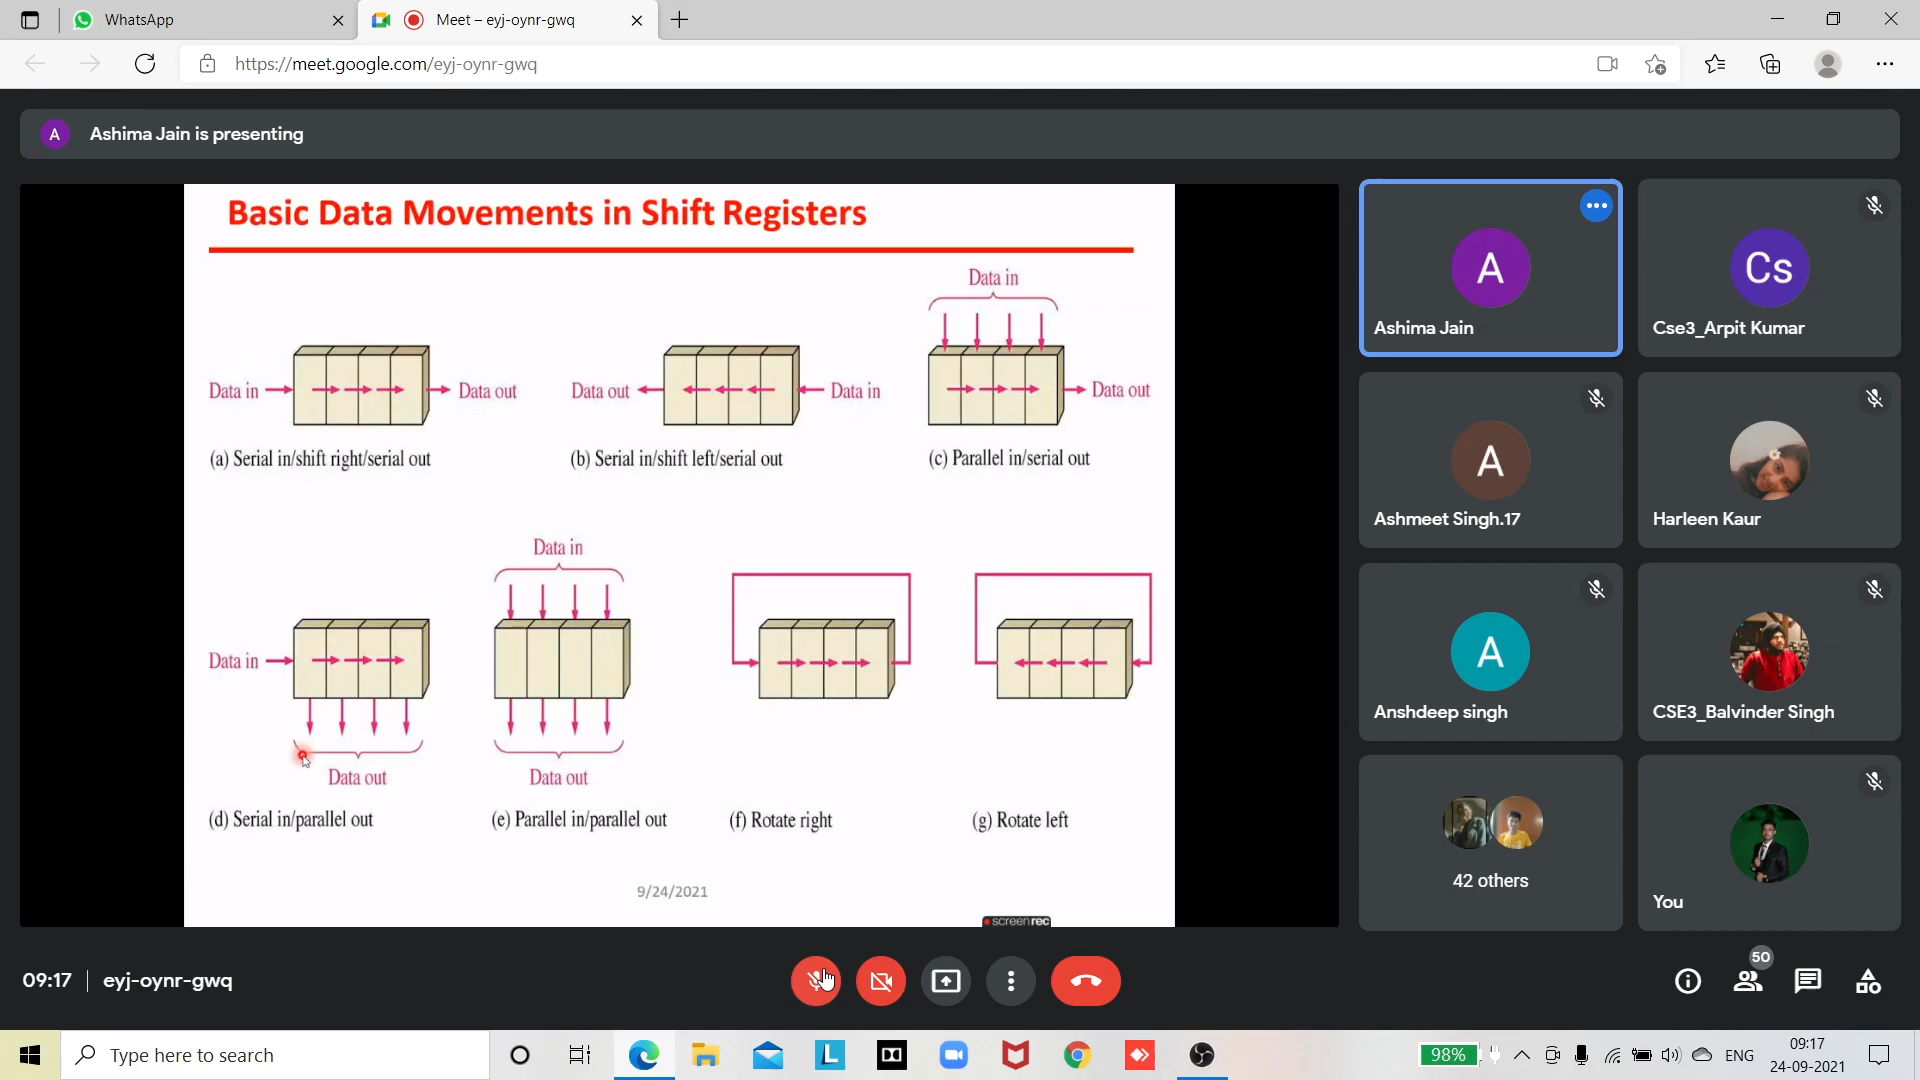 WhatsApp
Meet – eyj-oynr-gwq
https://meet.google.com/eyj-oynr-gwq
A
Ashima Jain is presenting
Basic Data Movements in Shift Registers
Data in
Data in
Data out
Data out
Data in
Data out
(a) Serial in/shift right/serial out
(b) Serial in/shift left/serial out
(c) Parallel in/serial out
Data in
Data in
Data out
Data out
(d) Serial in/parallel out
(e) Parallel in/parallel out
(f) Rotate right
(g) Rotate left
9/24/2021
screenrec
A
Ashima Jain
Cs
Cse3_Arpit Kumar
A
Ashmeet Singh.17
Harleen Kaur
A
Anshdeep singh
CSE3_Balvinder Singh
42 others
You
09:17
eyj-oynr-gwq
50
Type here to search
L
98%
ENG
09:17
24-09-2021